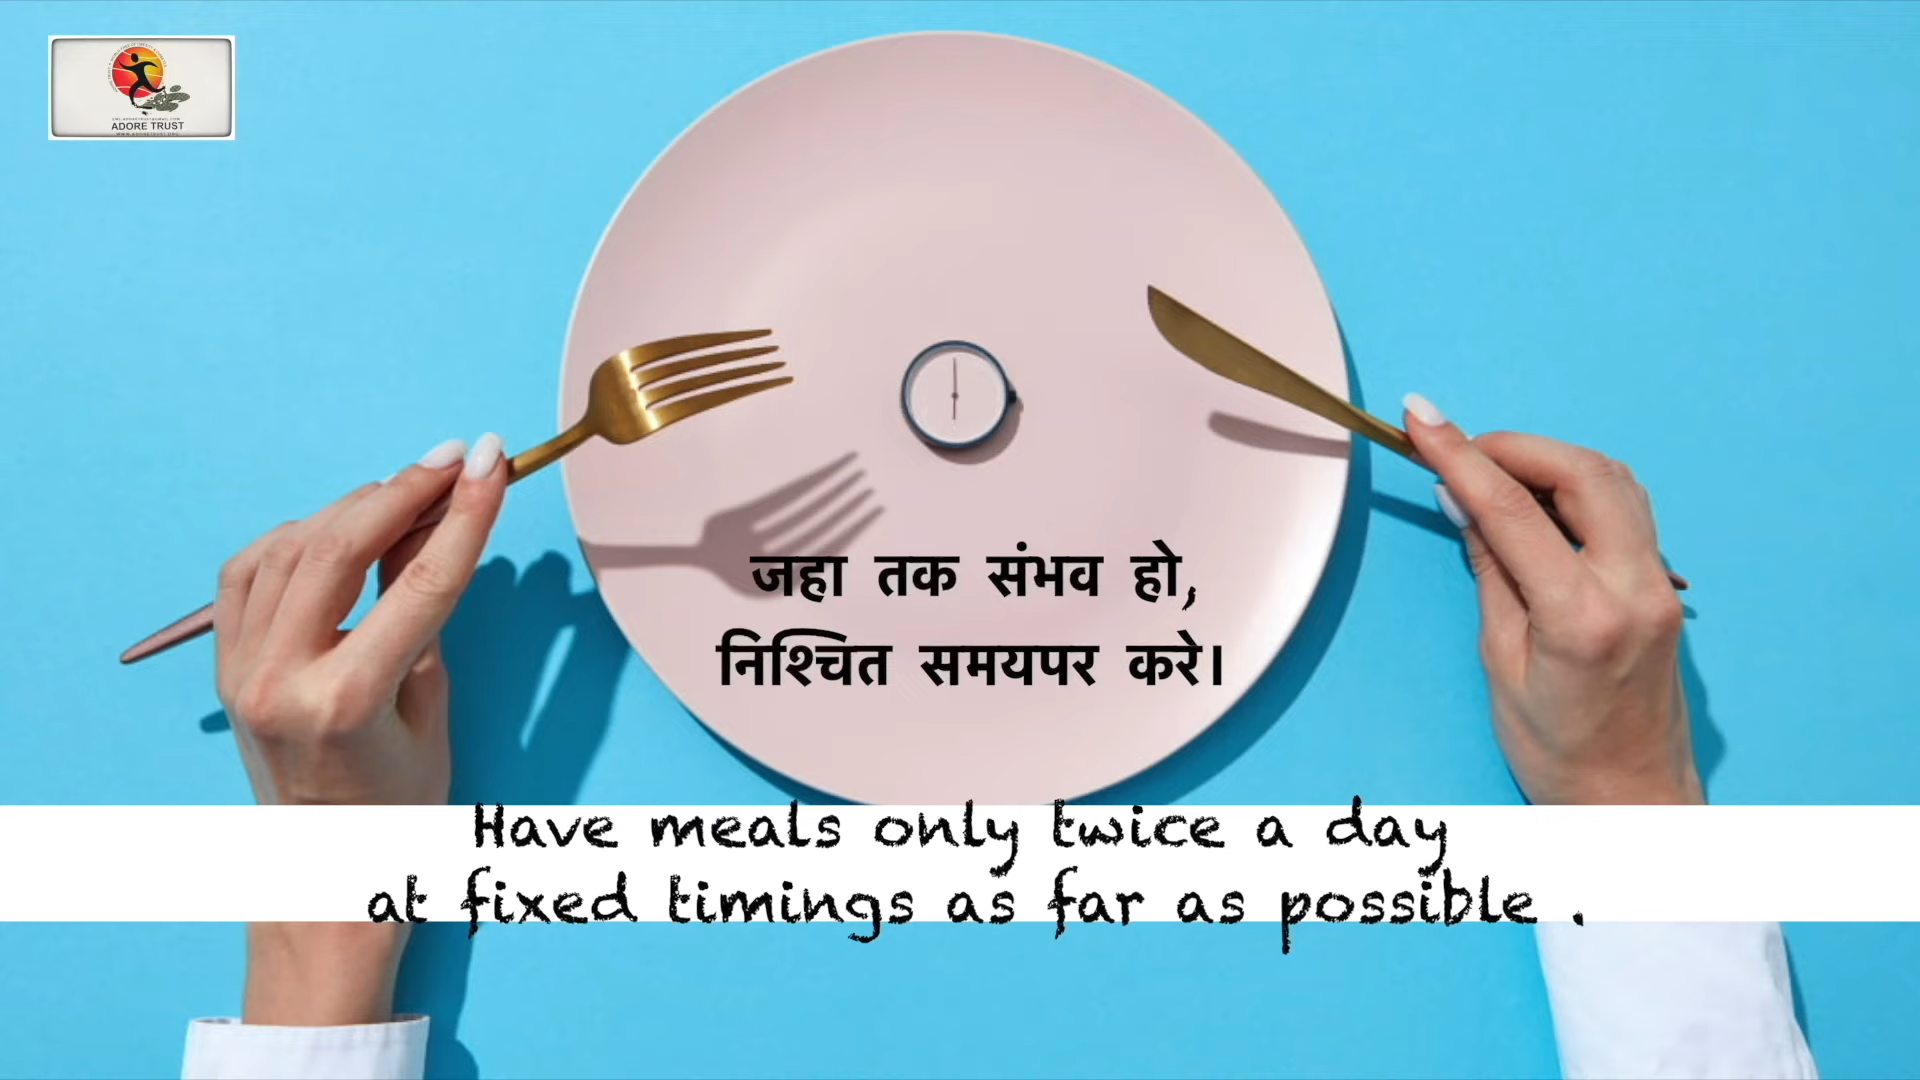 ADORE TRUST
जहा तक संभव हो,
निश्चित समयपर करे।
Have meals only twice a day
at fixed timings as far as possible .